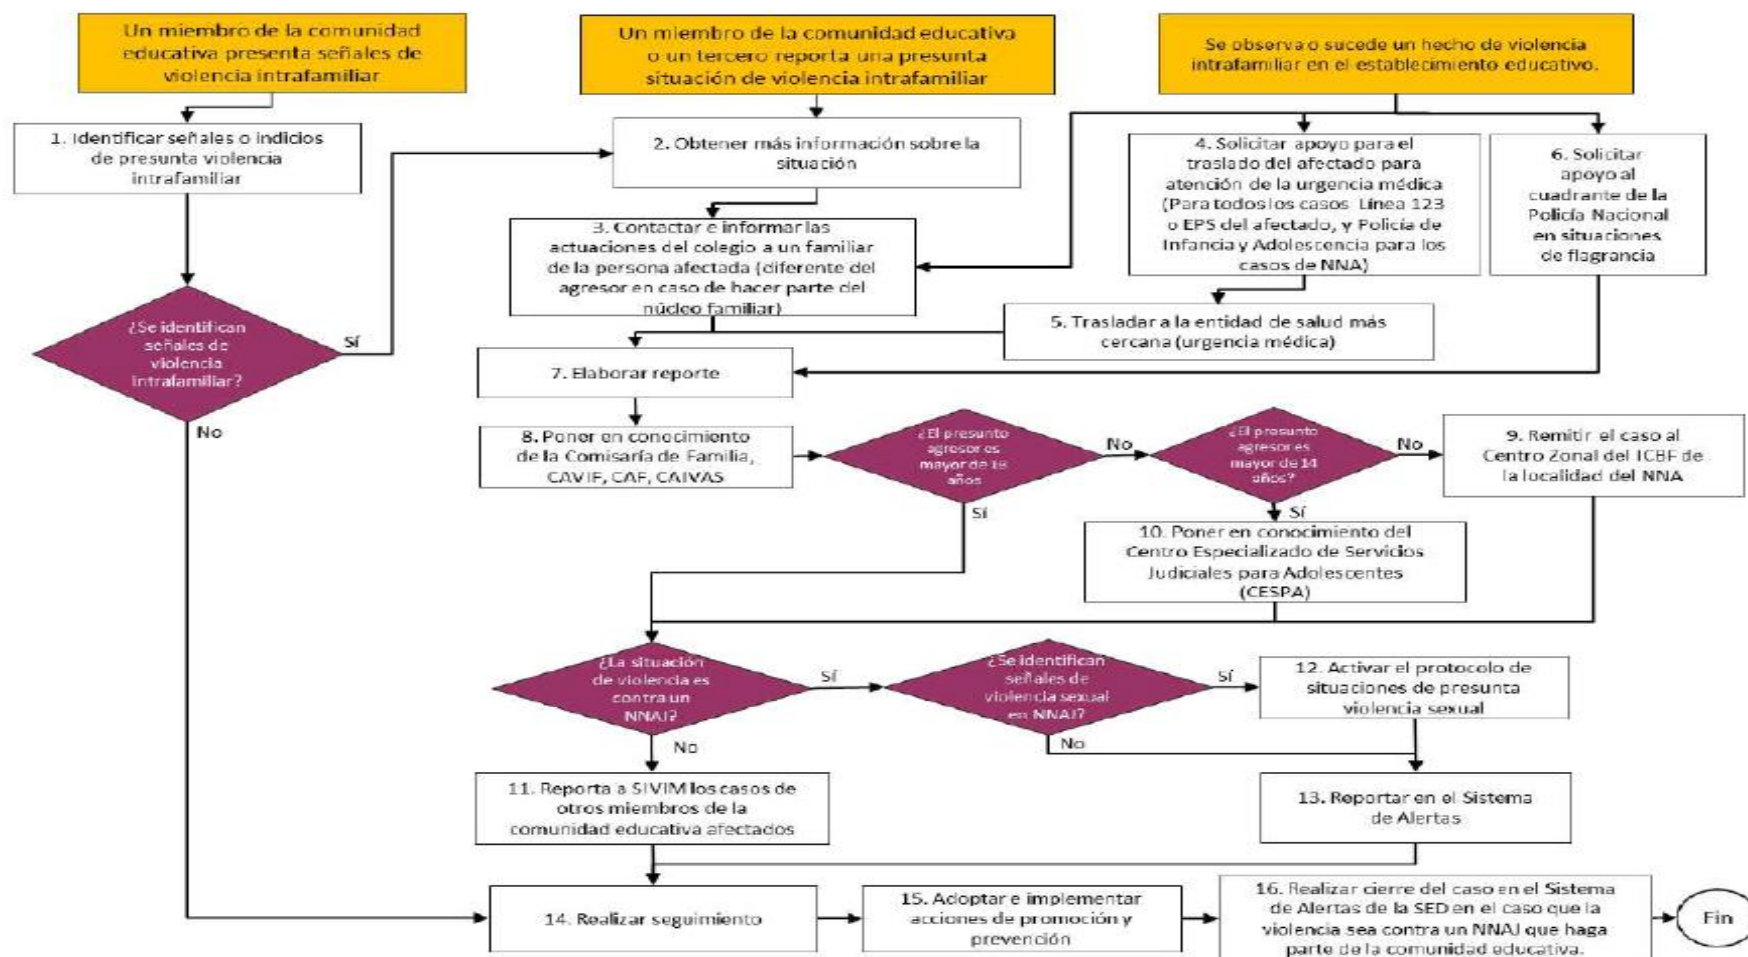 Un miembro de la comunidad
educativa presenta señales de
violencia intrafamiliar
Un miembro de la comunidad educativa
o un tercero reporta una presunta
situación de violencia intrafamiliar
Se observa o sucede un hecho de violencia
intrafamiliar en el establecimiento educativo.
1. Identificar señales o indicios
de presunta violencia
intrafamiliar
2. Obtener más información sobre la
situación
4. Solicitar apoyo para el
traslado del afectado para
atención de la urgencia médica
(Para todos los casos Línea 123
o EPS del afectado, y Policía de
Infancia y Adolescencia para los
casos de NNA)
6. Solicitar
apoyo al
cuadrante de la
Policía Nacional
en situaciones
de flagrancia
3. Contactar e informar las
actuaciones del colegio a un familiar
de la persona afectada (diferente del
agresor en caso de hacer parte del
núcleo familiar)
¿Se identifican
señales de
violencia
intrafamiliar?
Sí
No
5. Trasladar a la entidad de salud más
cercana (urgencia médica)
7. Elaborar reporte
8. Poner en conocimiento
de la Comisaría de Familia,
CAVIF, CAF, CAIVAS
¿El presunto
agresor es
mayor de 18
años
No
Sí
¿El presunto
agresor es
mayor de 14
años?
No
Sí
9. Remitir el caso al
Centro Zonal del ICBF de
la localidad del NNA
10. Poner en conocimiento del
Centro Especializado de Servicios
Judiciales para Adolescentes
(CESPA)
¿La situación
de violencia es
contra un
NNAJ?
Sí
No
¿Se identifican
señales de
violencia sexual
en NNAJ?
Sí
No
12. Activar el protocolo de
situaciones de presunta
violencia sexual
11. Reporta a SIVIM los casos de
otros miembros de la
comunidad educativa afectados
13. Reportar en el Sistema
de Alertas
14. Realizar seguimiento
15. Adoptar e implementar
acciones de promoción y
prevención
16. Realizar cierre del caso en el Sistema
de Alertas de la SED en el caso que la
violencia sea contra un NNAJ que haga
parte de la comunidad educativa.
Fin